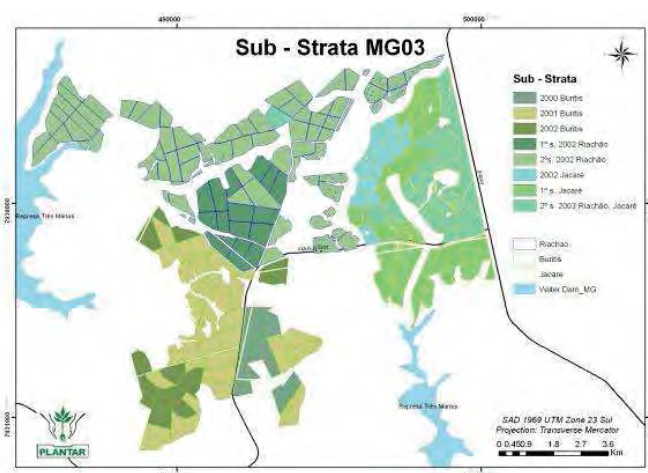 490000
500000
Sub - Strata MG03
Sub - Strata
2000 Buritis
2001 Buritis
2002 Buritis
1º s. 2002 Riachão
2ºs. 2002 Riachão
2002 Jacaré
1º s. Jacaré
2º s. 2003 Riachão, Jacaré
Riachao
Buritis
Jacare
Water Dam_MG
Represa Três Marias
Represa Três Marias
PLANTAR
SAD 1969 UTM Zone 23 Sul
Projection: Transverse Mercator
0 0.450.9 1.8 2.7 3.6
Km